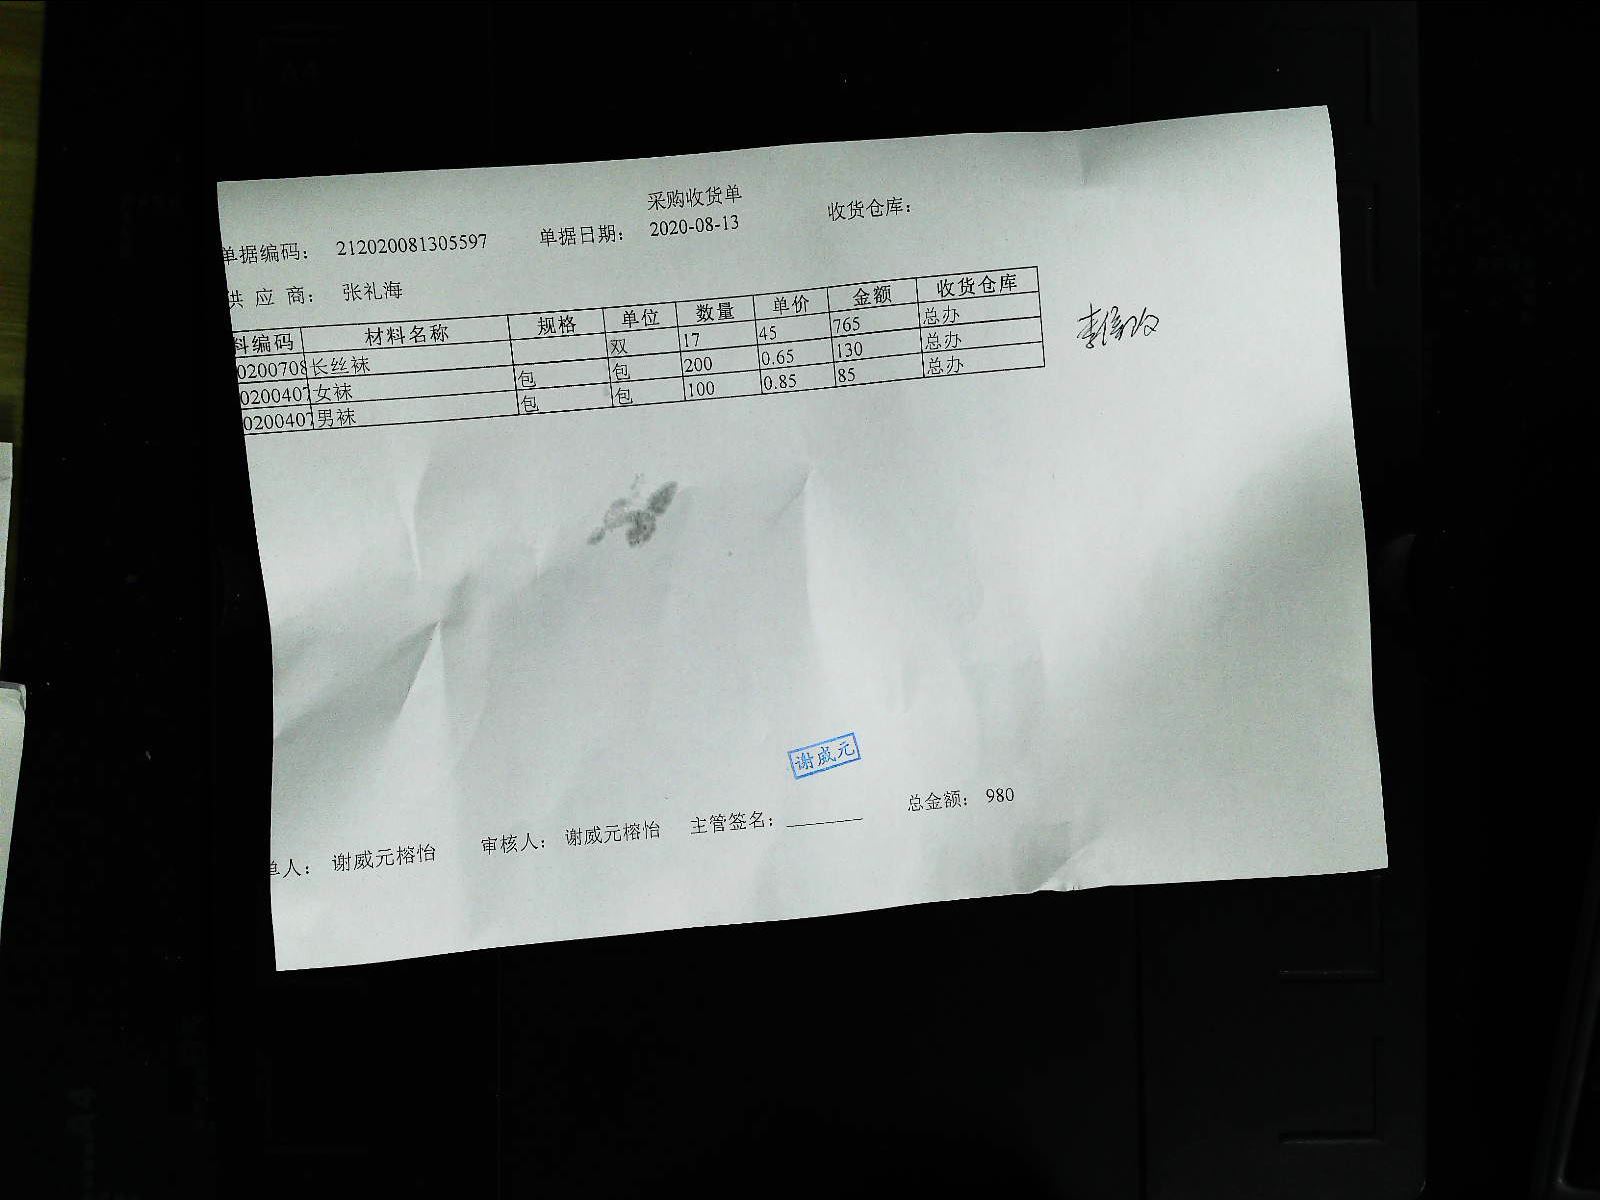 采购收货单
单据编码： 212020081305597 单据日期： 2020-08-13 收货仓库：
供 应 商： 张礼海
料编码 材料名称 规格 单位 数量 单价 金额 收货仓库
0200708 长丝袜 双 17 45 765 总办
0200407 女袜 包 包 200 0.65 130 总办
0200407 男袜 包 包 100 0.85 85 总办
谢威元
单人： 谢威元榕怡 审核人： 谢威元榕怡 主管签名： ________ 总金额： 980